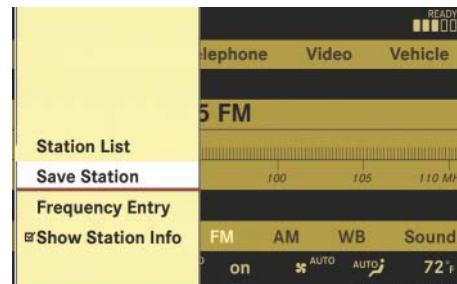 READY
lephone Video Vehicle
5 FM
Station List
Save Station
100 105 110 MH
Frequency Entry
Show Station Info FM AM WB Sound
on AUTO AUTO 72°F